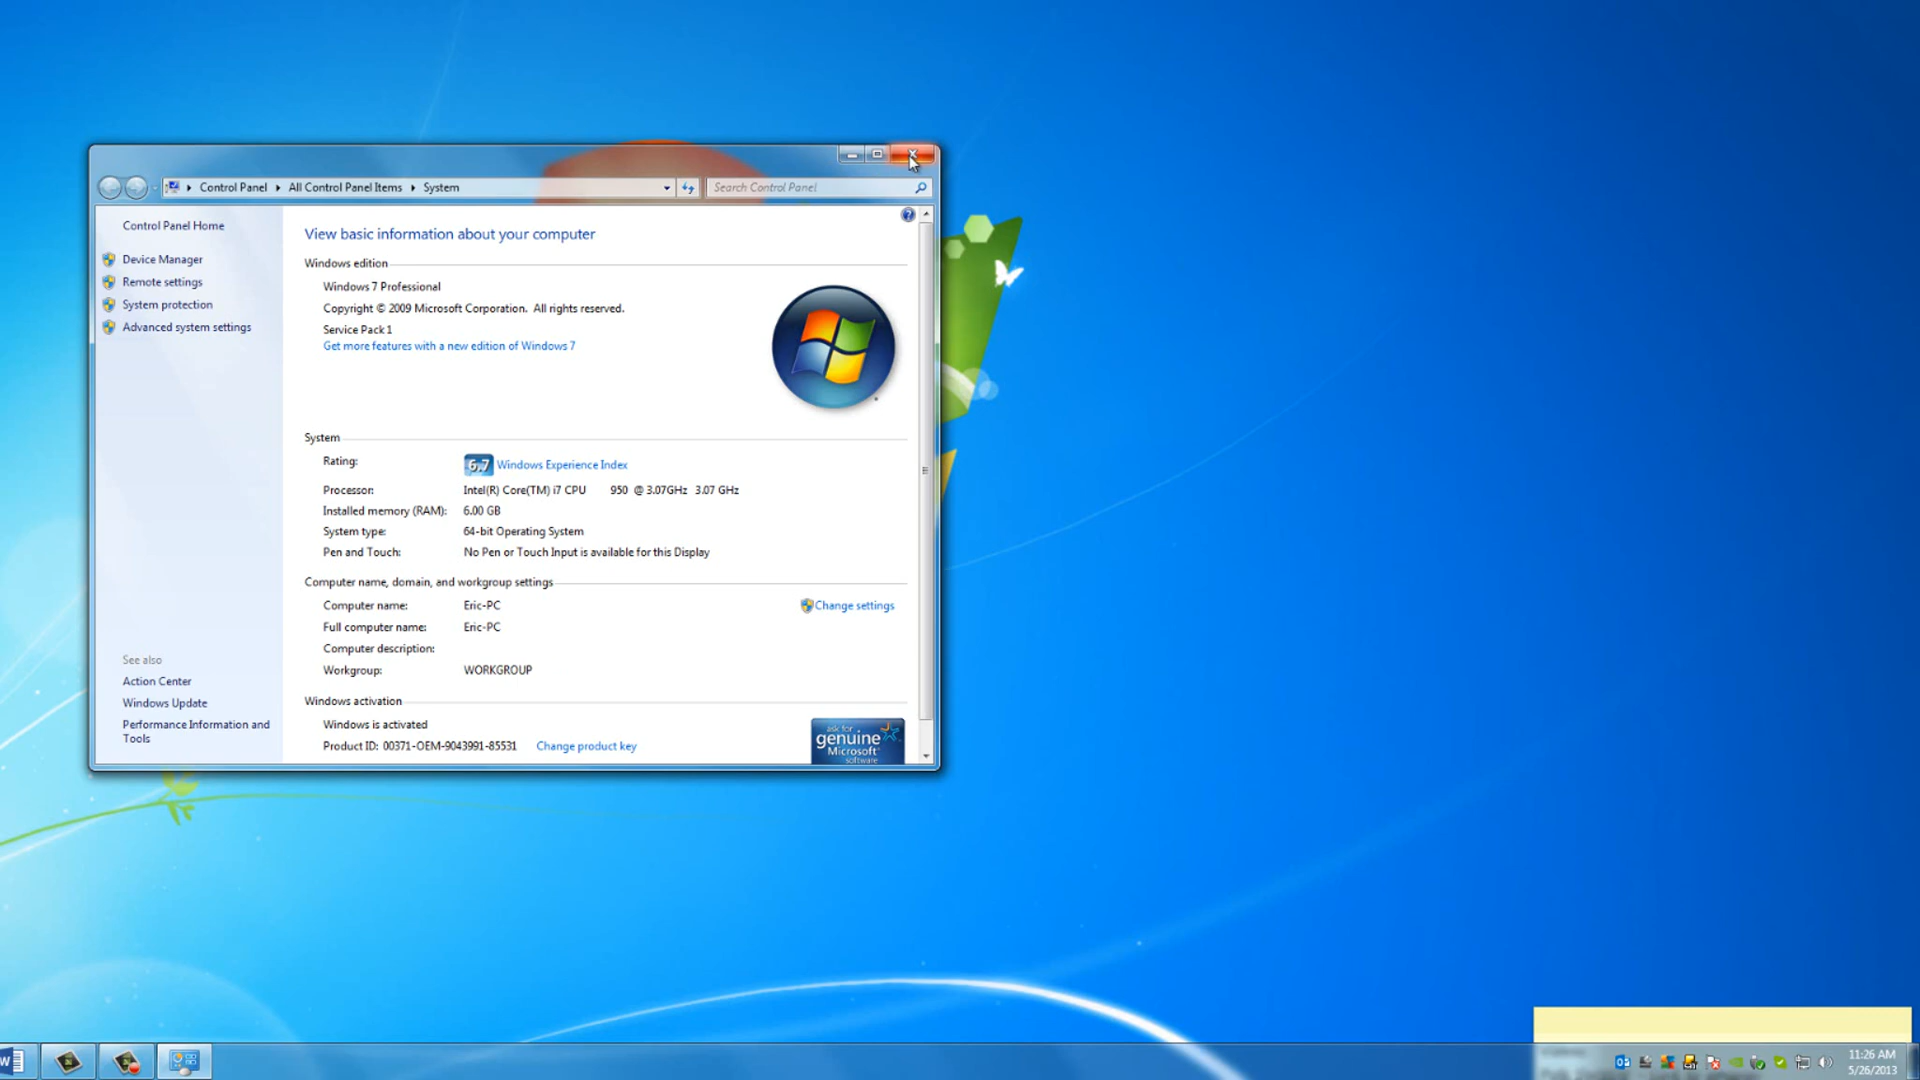 Control Panel All Control Panel Items System
Search Control Panel
Control Panel Home
Device Manager
Remote settings
System protection
Advanced system settings
See also
Action Center
Windows Update
Performance Information and
Tools
View basic information about your computer
Windows edition
Windows 7 Professional
Copyright © 2009 Microsoft Corporation. All rights reserved.
Service Pack 1
Get more features with a new edition of Windows 7
System
Rating: 6,7 Windows Experience Index
Processor: Intel(R) Core(TM) i7 CPU 950 @ 3.07GHz 3.07 GHz
Installed memory (RAM): 6.00 GB
System type: 64-bit Operating System
Pen and Touch: No Pen or Touch Input is available for this Display
Computer name, domain, and workgroup settings
Computer name: Eric-PC
Change settings
Full computer name: Eric-PC
Computer description:
Workgroup: WORKGROUP
Windows activation
Windows is activated
Product ID: 00371-OEM-9043991-85531 Change product key
ask for
genuine
Microsoft
software
11:26 AM
5/26/2013